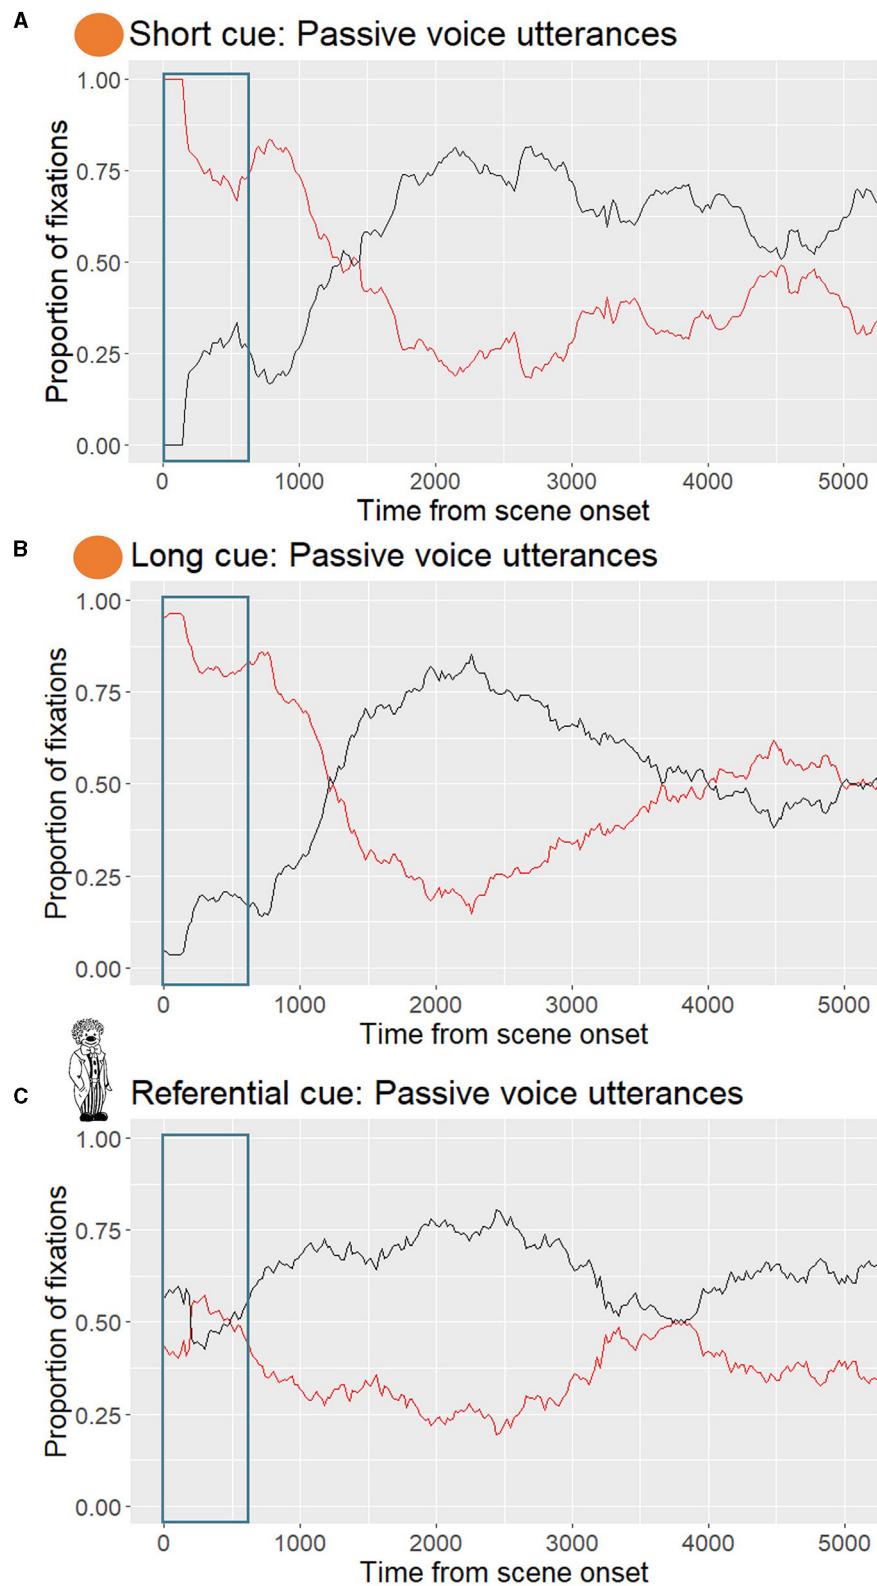 A
Short cue: Passive voice utterances
1.00
0.75
0.50
0.25
0.00
Proportion of fixations
0 1000 2000 3000 4000 5000
Time from scene onset
B
Long cue: Passive voice utterances
1.00
0.75
0.50
0.25
0.00
Proportion of fixations
0 1000 2000 3000 4000 5000
Time from scene onset
C
Referential cue: Passive voice utterances
1.00
0.75
0.50
0.25
0.00
Proportion of fixations
0 1000 2000 3000 4000 5000
Time from scene onset